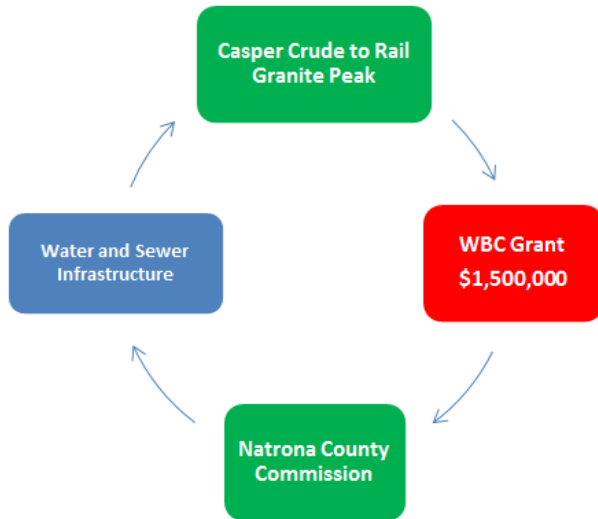 Casper Crude to Rail
Granite Peak
WBC Grant
$1,500,000
Natrona County
Commission
Water and Sewer
Infrastructure